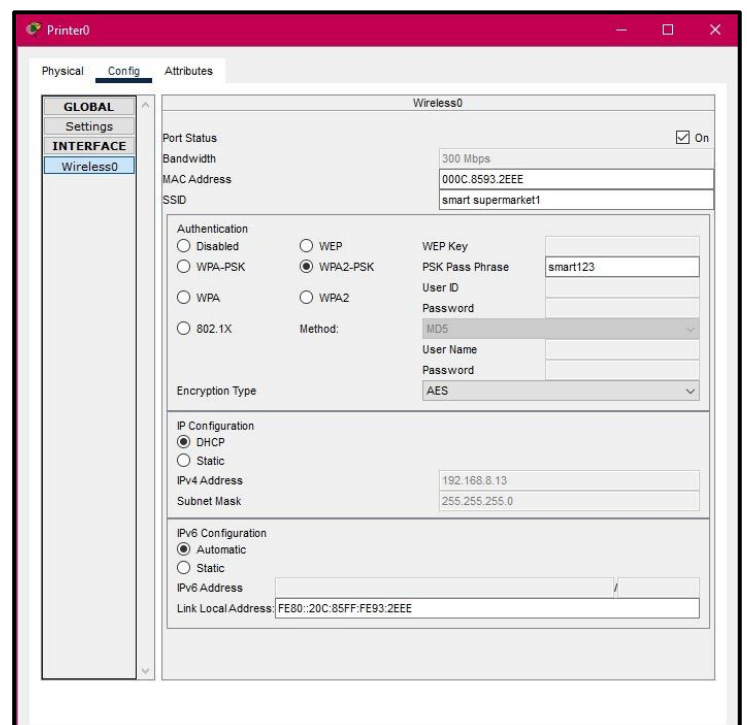 Printer0
Physical Config Attributes
GLOBAL
Settings
INTERFACE
Wireless0
Wireless0
Port Status On
Bandwidth 300 Mbps
MAC Address 000C.8593.2EEE
SSID smart supermarket1
Authentication
Disabled WEP WEP Key
WPA-PSK WPA2-PSK PSK Pass Phrase smart123
User ID
WPA WPA2
Password
802.1X Method: MD5
User Name
Password
Encryption Type AES
IP Configuration
DHCP
Static
IPv4 Address 192.168.8.13
Subnet Mask 255.255.255.0
IPv6 Configuration
Automatic
Static
IPv6 Address /
Link Local Address: FE80::20C:85FF:FE93:2EEE